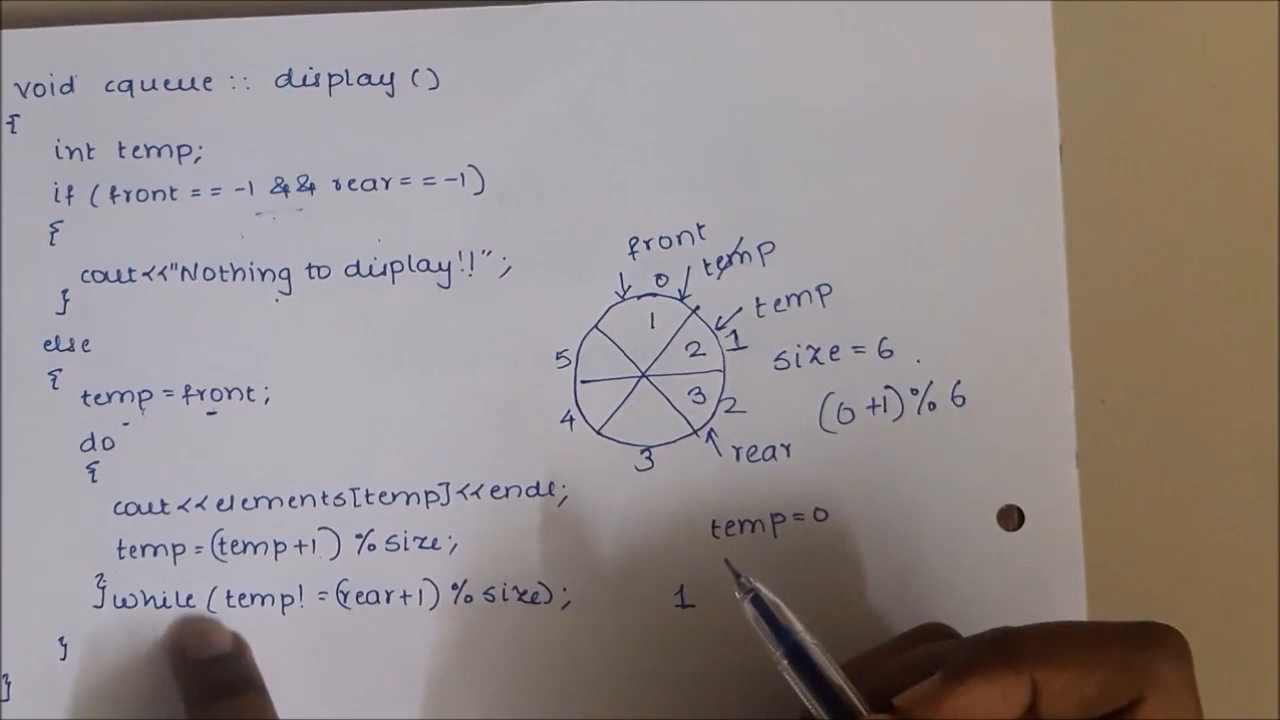 void cqueue :: display ()
{
int temp;
if (front == -1 && rear == -1)
{
cout<<"Nothing to display!!";
}
else
{
temp = front;
do
{
cout<<elements[temp]<<endl;
temp = (temp+1) % size;
}while (temp! = (rear+1) % size);
}
}
front
temp
0
temp
1
1
2
size = 6 .
5
3
2
(0+1) % 6
4
rear
3
temp = 0
1